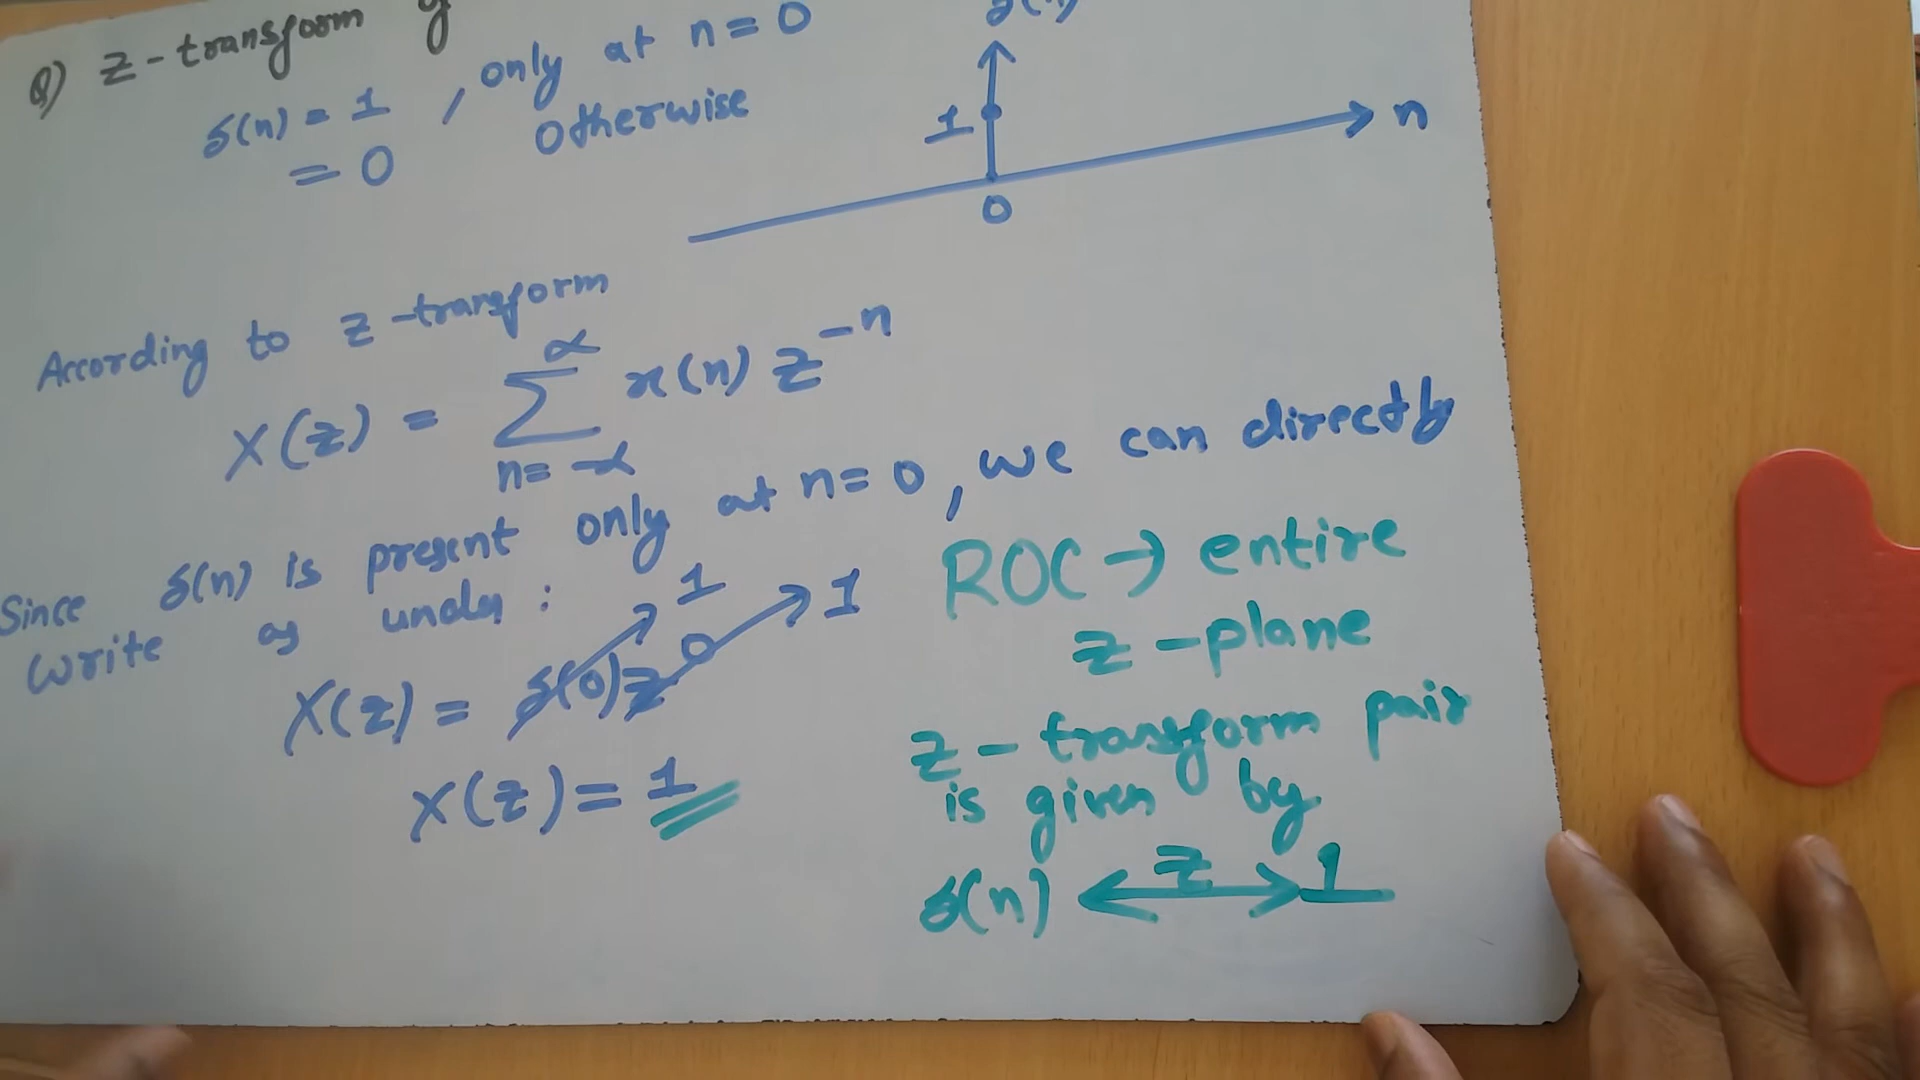 Q) Z-transform
δ(n) = 1 , only at n = 0
= 0 otherwise
δ(n)
1
n
0
According to z-transform
X(z) = ∑ x(n) z^-n
∝
n = -∝
Since δ(n) is present only at n = 0, we can directly
write as under :
X(z) = δ(0) z^0
1
1
X(z) = 1
ROC → entire
z-plane
z-transform pair
is given by
δ(n) ⟷ 1
z